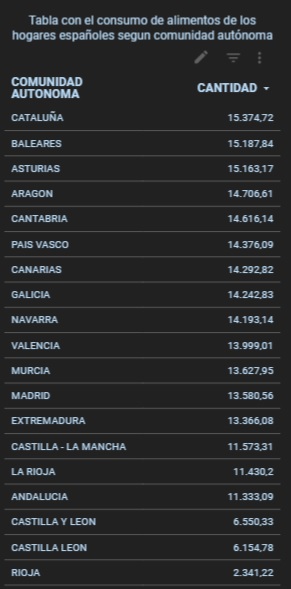 Tabla con el consumo de alimentos de los
hogares españoles segun comunidad autónoma
COMUNIDAD
AUTONOMA CANTIDAD
CATALUÑA 15.374,72
BALEARES 15.187,84
ASTURIAS 15.163,17
ARAGON 14.706,61
CANTABRIA 14.616,14
PAIS VASCO 14.376,09
CANARIAS 14.292,82
GALICIA 14.242,83
NAVARRA 14.193,14
VALENCIA 13.999,01
MURCIA 13.627,95
MADRID 13.580,56
EXTREMADURA 13.366,08
CASTILLA - LA MANCHA 11.573,31
LA RIOJA 11.430,2
ANDALUCIA 11.333,09
CASTILLA Y LEON 6.550,33
CASTILLA LEON 6.154,78
RIOJA 2.341,22